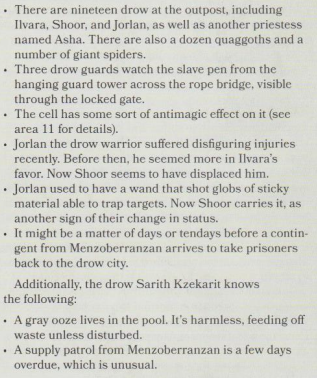 • There are nineteen drow at the outpost, including
Ilvara, Shoor, and Jorlan, as well as another priestess
named Asha. There are also a dozen quaggoths and a
number of giant spiders.
• Three drow guards watch the slave pen from the
hanging guard tower across the rope bridge, visible
through the locked gate.
• The cell has some sort of antimagic effect on it (see
area 11 for details).
• Jorlan the drow warrior suffered disfiguring injuries
recently. Before then, he seemed more in Ilvara's
favor. Now Shoor seems to have displaced him.
• Jorlan used to have a wand that shot globs of sticky
material able to trap targets. Now Shoor carries it, as
another sign of their change in status.
• It might be a matter of days or tendays before a contin-
gent from Menzoberranzan arrives to take prisoners
back to the drow city.
Additionally, the drow Sarith Kzekarit knows
the following:
• A gray ooze lives in the pool. It's harmless, feeding off
waste unless disturbed.
• A supply patrol from Menzoberranzan is a few days
overdue, which is unusual.